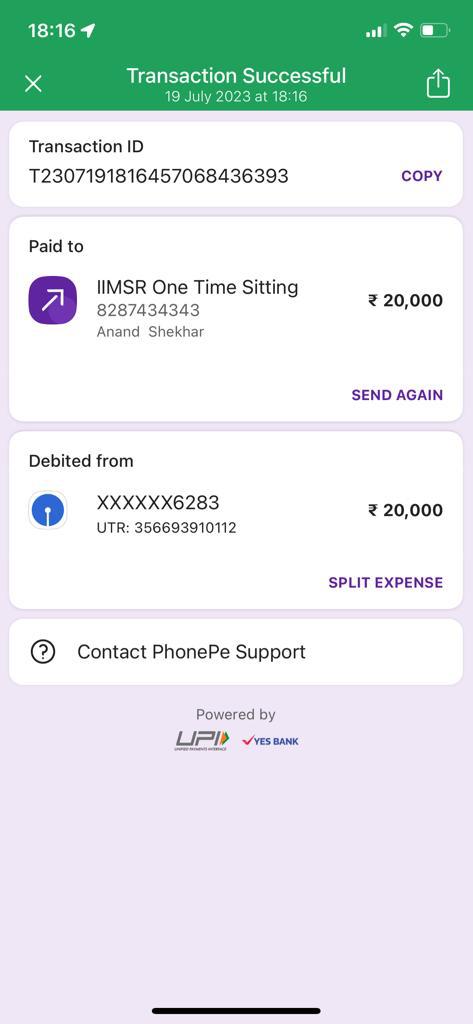 18:16
Transaction Successful
19 July 2023 at 18:16
Transaction ID
T2307191816457068436393
COPY
Paid to
IIMSR One Time Sitting
₹ 20,000
8287434343
Anand Shekhar
SEND AGAIN
Debited from
XXXXXX6283
₹ 20,000
UTR: 356693910112
SPLIT EXPENSE
Contact PhonePe Support
Powered by
UPI
UNIFIED PAYMENTS INTERFACE
YES BANK